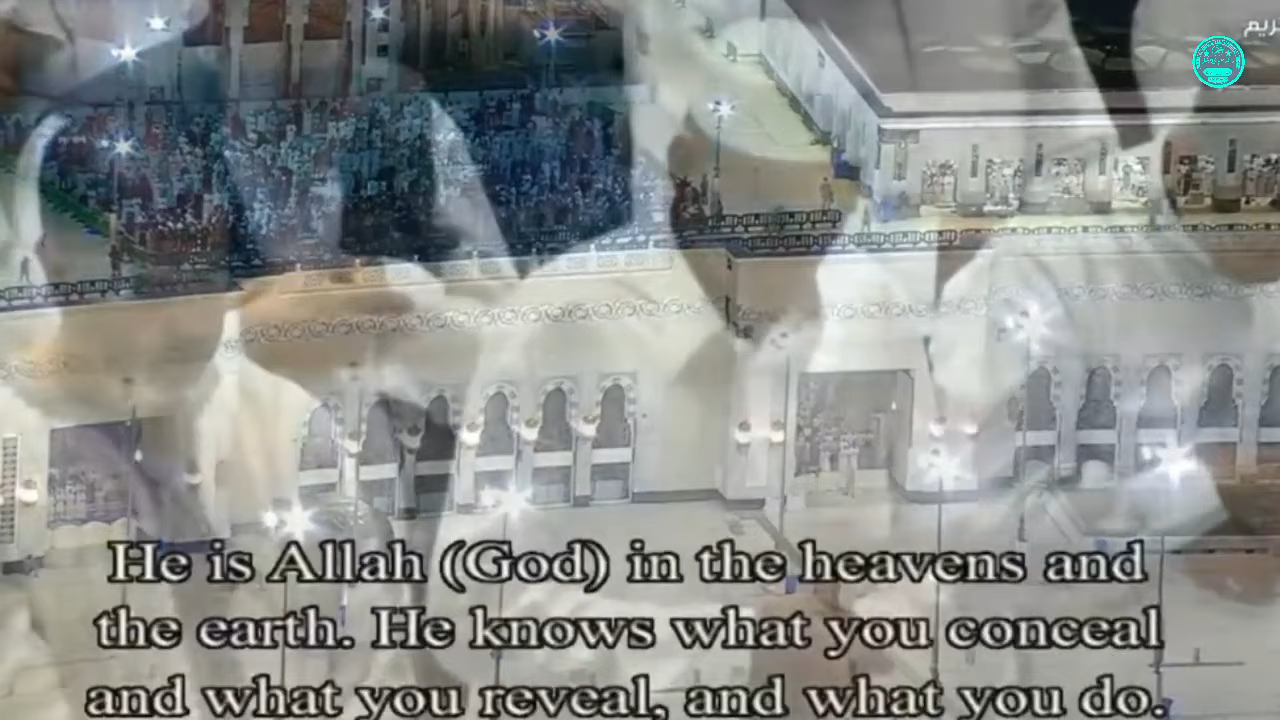 ريم
He is Allah (God) in the heavens and
the earth. He knows what you conceal
and what you reveal, and what you do.